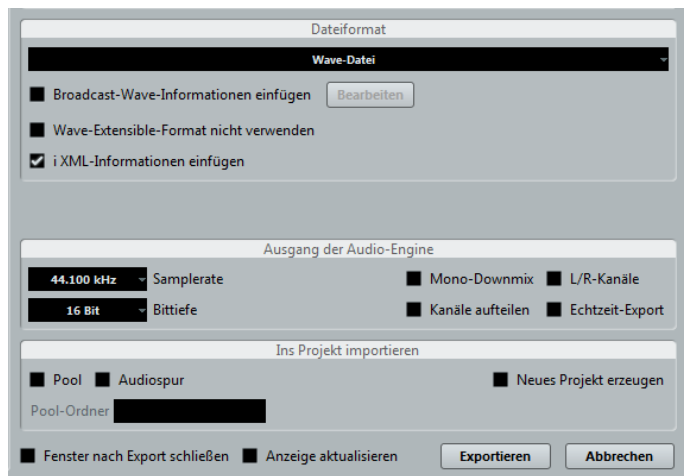 Dateiformat
Wave-Datei
Broadcast-Wave-Informationen einfügen Bearbeiten
Wave-Extensible-Format nicht verwenden
i XML-Informationen einfügen
Ausgang der Audio-Engine
44.100 kHz Samplerate Mono-Downmix L/R-Kanäle
16 Bit Bittiefe Kanäle aufteilen Echtzeit-Export
Ins Projekt importieren
Pool Audiospur Neues Projekt erzeugen
Pool-Ordner
Fenster nach Export schließen Anzeige aktualisieren Exportieren Abbrechen